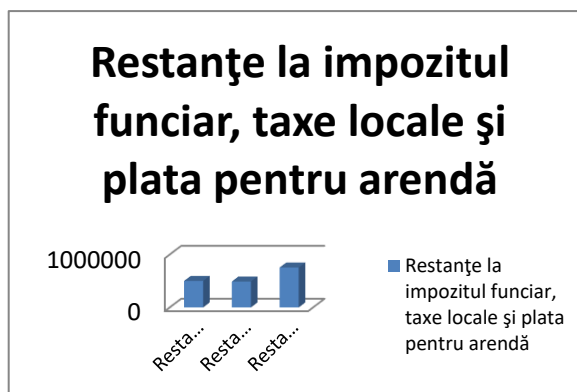 Restanţe la impozitul
funciar, taxe locale şi
plata pentru arendă
1000000
0
Resta...
Resta...
Resta...
Restanţe la
impozitul funciar,
taxe locale şi plata
pentru arendă